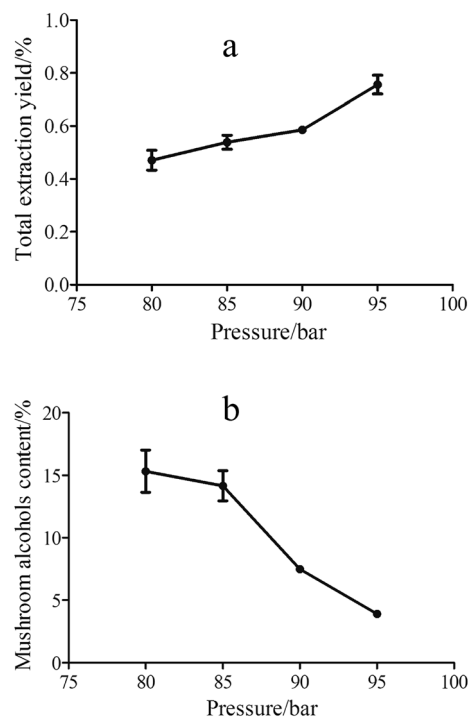 a
Total extraction yield/%
1.0
0.8
0.6
0.4
0.2
0.0
75 80 85 90 95 100
Pressure/bar
b
Mushroom alcohols content/%
20
15
10
5
0
75 80 85 90 95 100
Pressure/bar